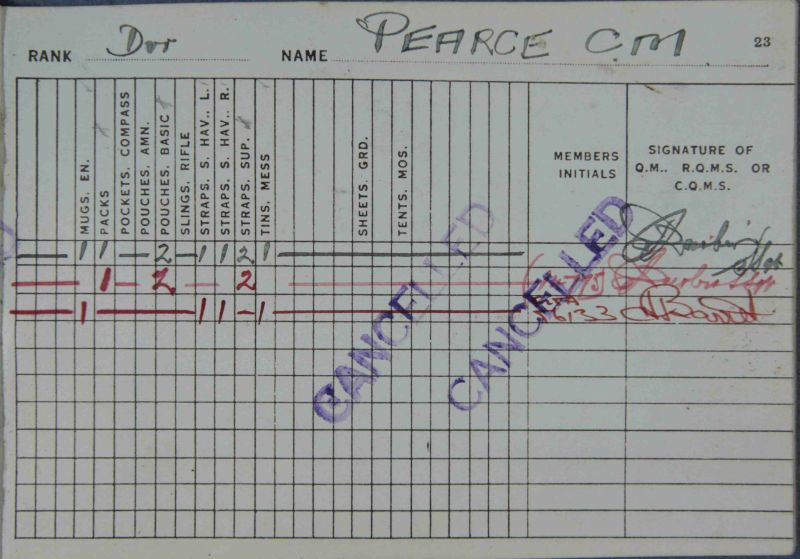 RANK Dvr NAME PEARCE CM 23
MUGS. EN.
PACKS
POCKETS. COMPASS
POUCHES. AMN.
POUCHES. BASIC
SLINGS. RIFLE
STRAPS. S. HAV.. L.
STRAPS. S. HAV.. R.
STRAPS. SUP.
TINS. MESS
SHEETS. GRD.
TENTS. MOS.
MEMBERS INITIALS
SIGNATURE OF
Q.M.. R.Q.M.S. OR
C.Q.M.S.
1 1 — 2 — 1 1 2 1
1 — 2 — 2
1 — 1 1 — 1
CANCELLED
CANCELLED